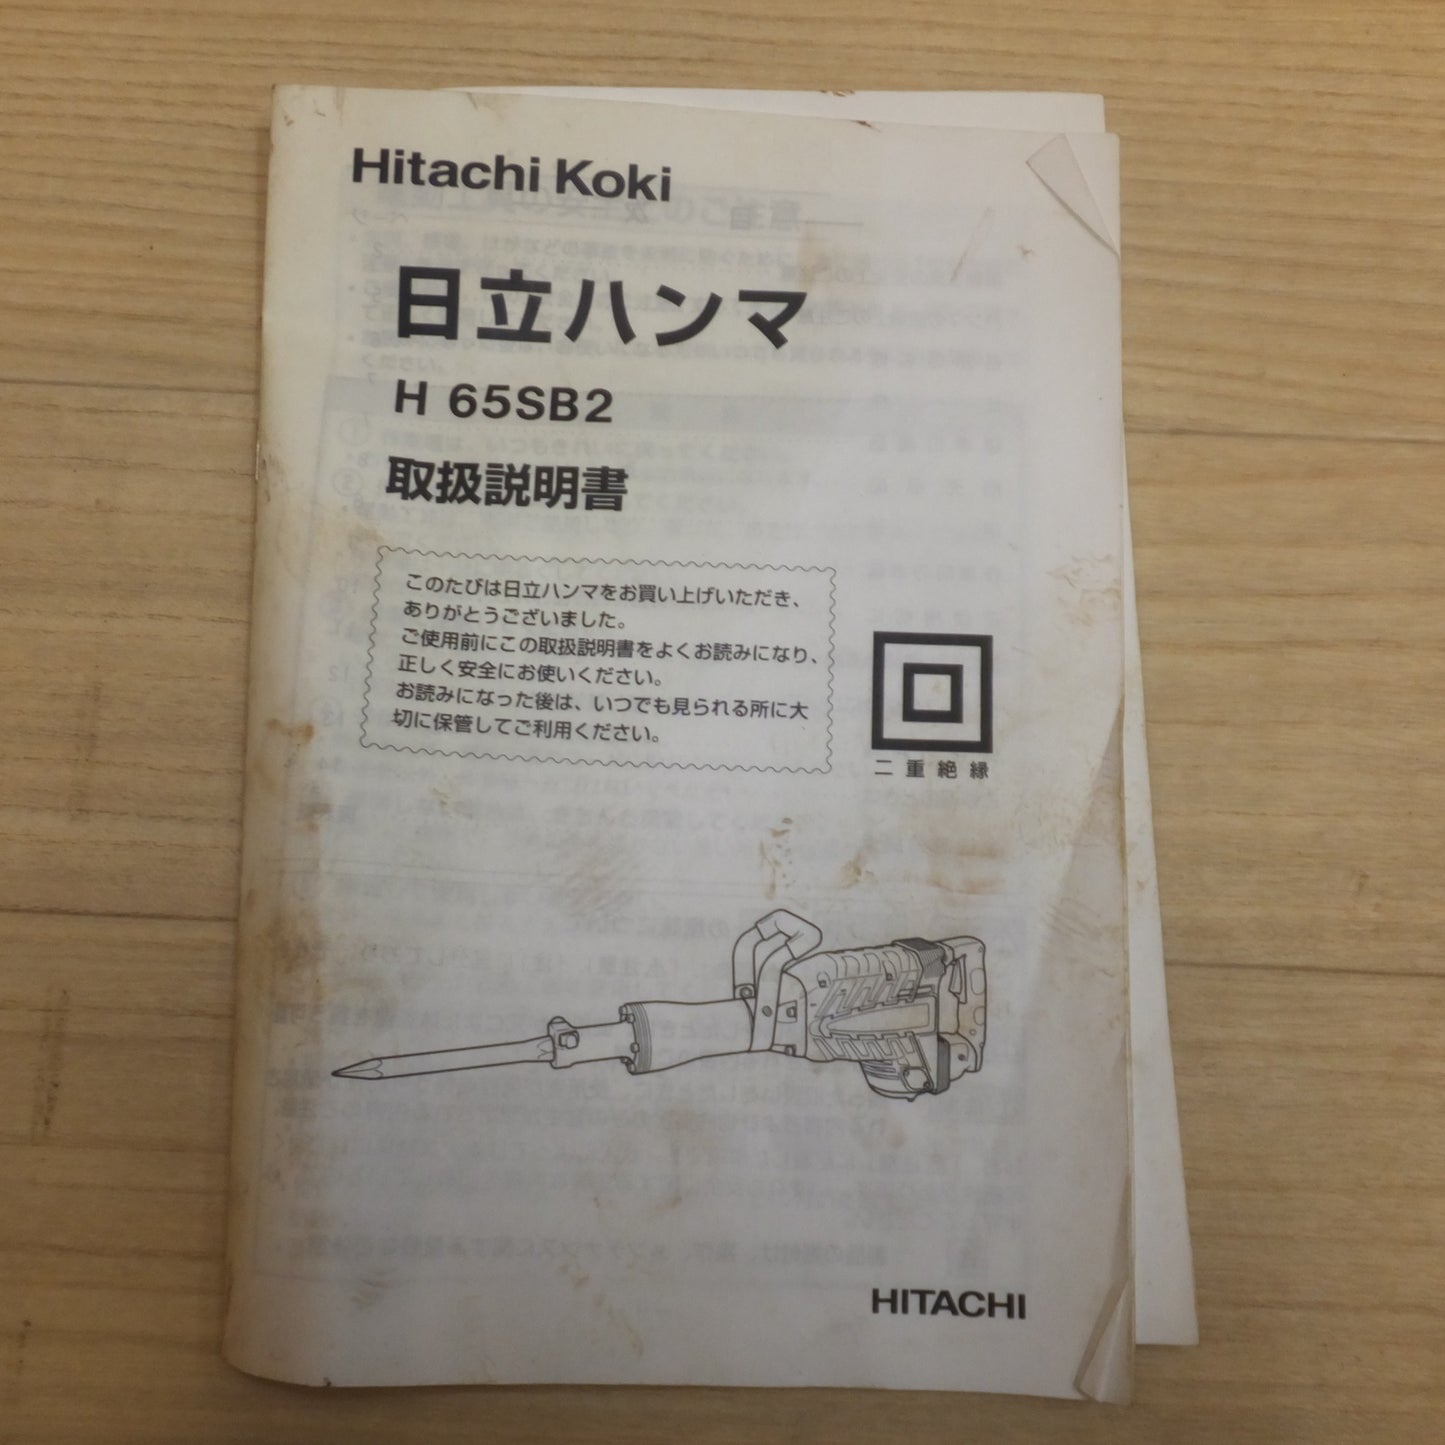 Hitachi Koki
日立ハンマ
H 65SB2
取扱説明書
このたびは日立ハンマをお買い上げいただき、
ありがとうございました。
ご使用前にこの取扱説明書をよくお読みになり、
正しく安全にお使いください。
お読みになった後は、いつでも見られる所に大
切に保管してご利用ください。
二重絶縁
HITACHI